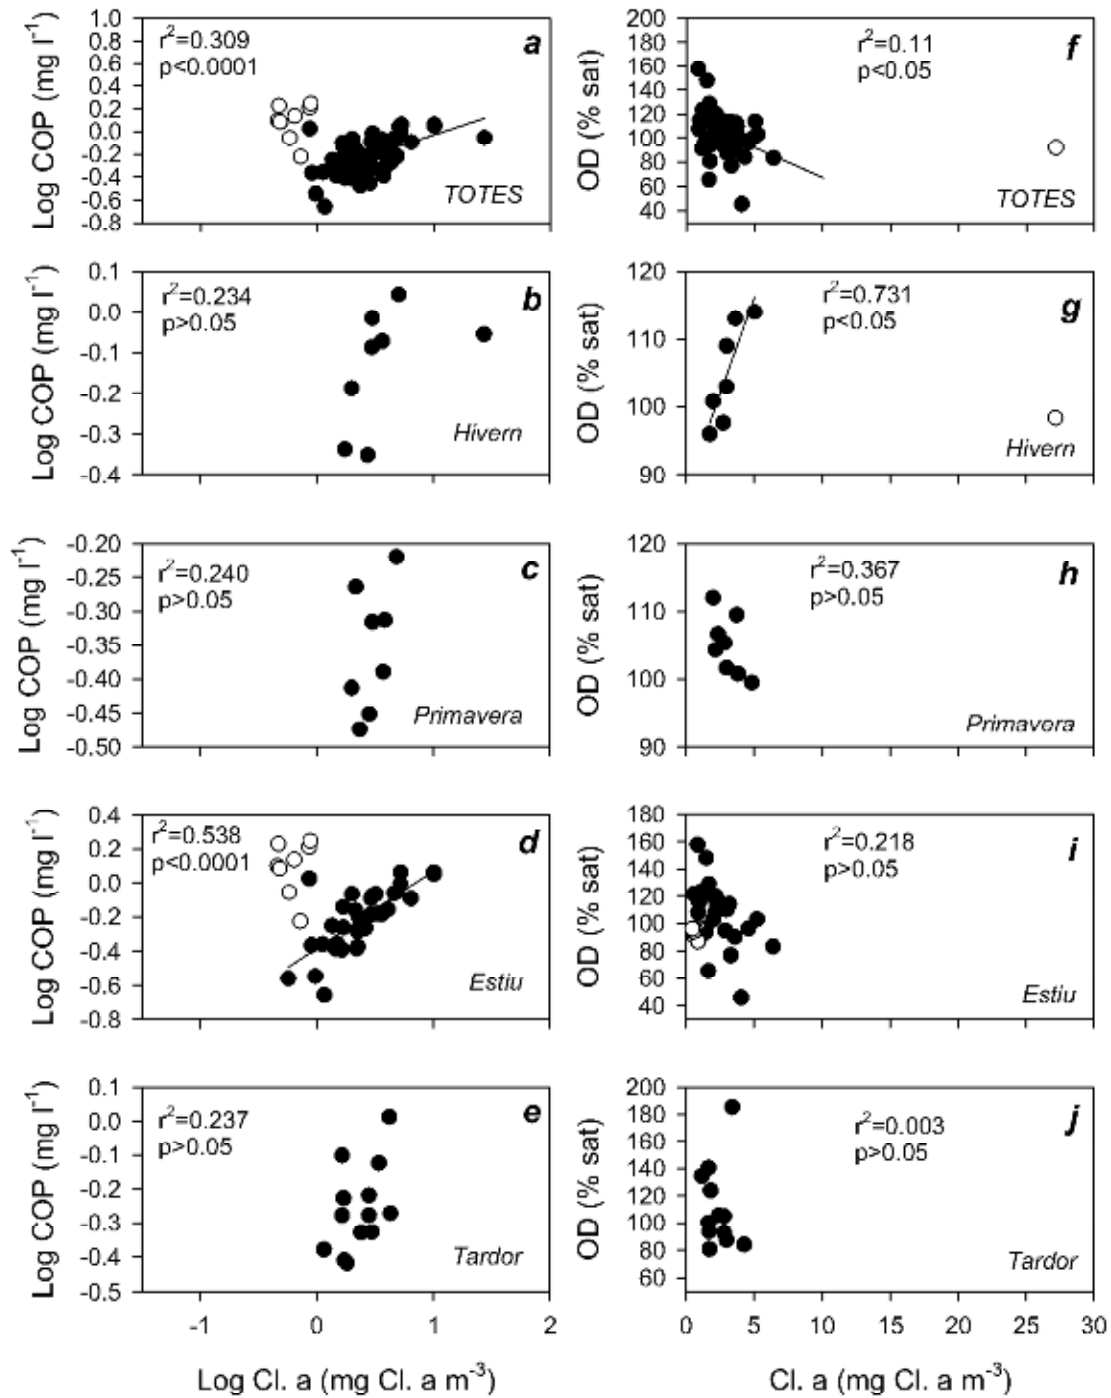 Log COP (mg l⁻¹)
1.0
0.8
0.6
0.4
0.2
0.0
-0.2
-0.4
-0.6
-0.8
r²=0.309
p<0.0001
a
TOTES
OD (% sat)
200
180
160
140
120
100
80
60
40
r²=0.11
p<0.05
f
TOTES
Log COP (mg l⁻¹)
0.1
0.0
-0.1
-0.2
-0.3
-0.4
r²=0.234
p>0.05
b
Hivern
OD (% sat)
120
110
100
90
r²=0.731
p<0.05
g
Hivern
Log COP (mg l⁻¹)
-0.20
-0.25
-0.30
-0.35
-0.40
-0.45
-0.50
r²=0.240
p>0.05
c
Primavera
OD (% sat)
120
110
100
90
r²=0.367
p>0.05
h
Primavera
Log COP (mg l⁻¹)
0.4
0.2
0.0
-0.2
-0.4
-0.6
-0.8
r²=0.538
p<0.0001
d
Estiu
OD (% sat)
180
160
140
120
100
80
60
40
r²=0.218
p>0.05
i
Estiu
Log COP (mg l⁻¹)
0.1
0.0
-0.1
-0.2
-0.3
-0.4
-0.5
r²=0.237
p>0.05
e
Tardor
-1 0 1 2
Log Cl. a (mg Cl. a m⁻³)
OD (% sat)
200
180
160
140
120
100
80
60
r²=0.003
p>0.05
j
Tardor
0 5 10 15 20 25 30
Cl. a (mg Cl. a m⁻³)